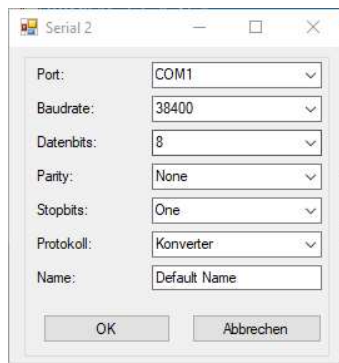 Serial 2
Port: COM1
Baudrate: 38400
Datenbits: 8
Parity: None
Stopbits: One
Protokoll: Konverter
Name: Default Name
OK Abbrechen